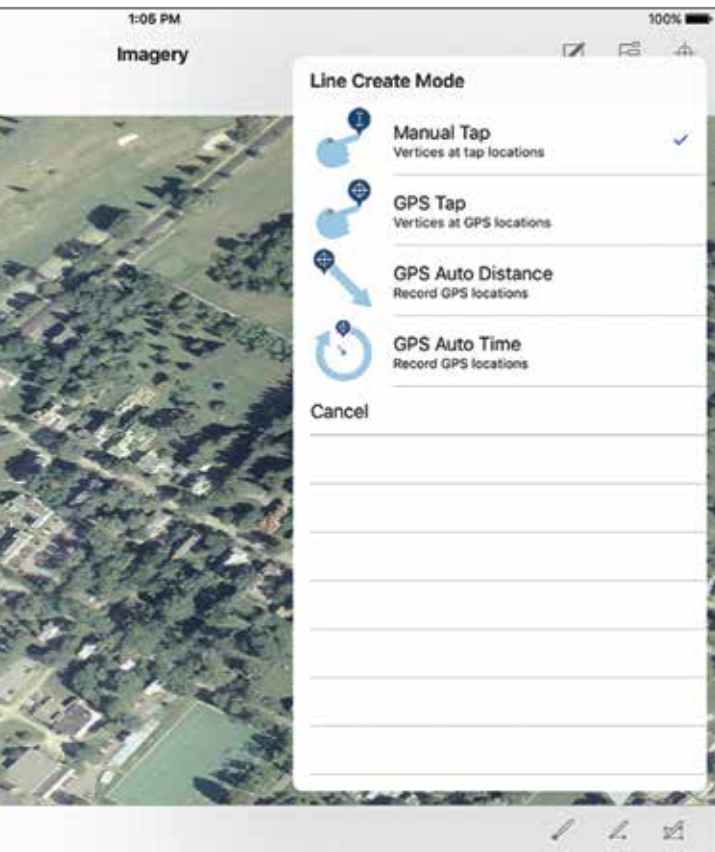 1:05 PM
100%
Imagery
Line Create Mode
Manual Tap
Vertices at tap locations
GPS Tap
Vertices at GPS locations
GPS Auto Distance
Record GPS locations
GPS Auto Time
Record GPS locations
Cancel